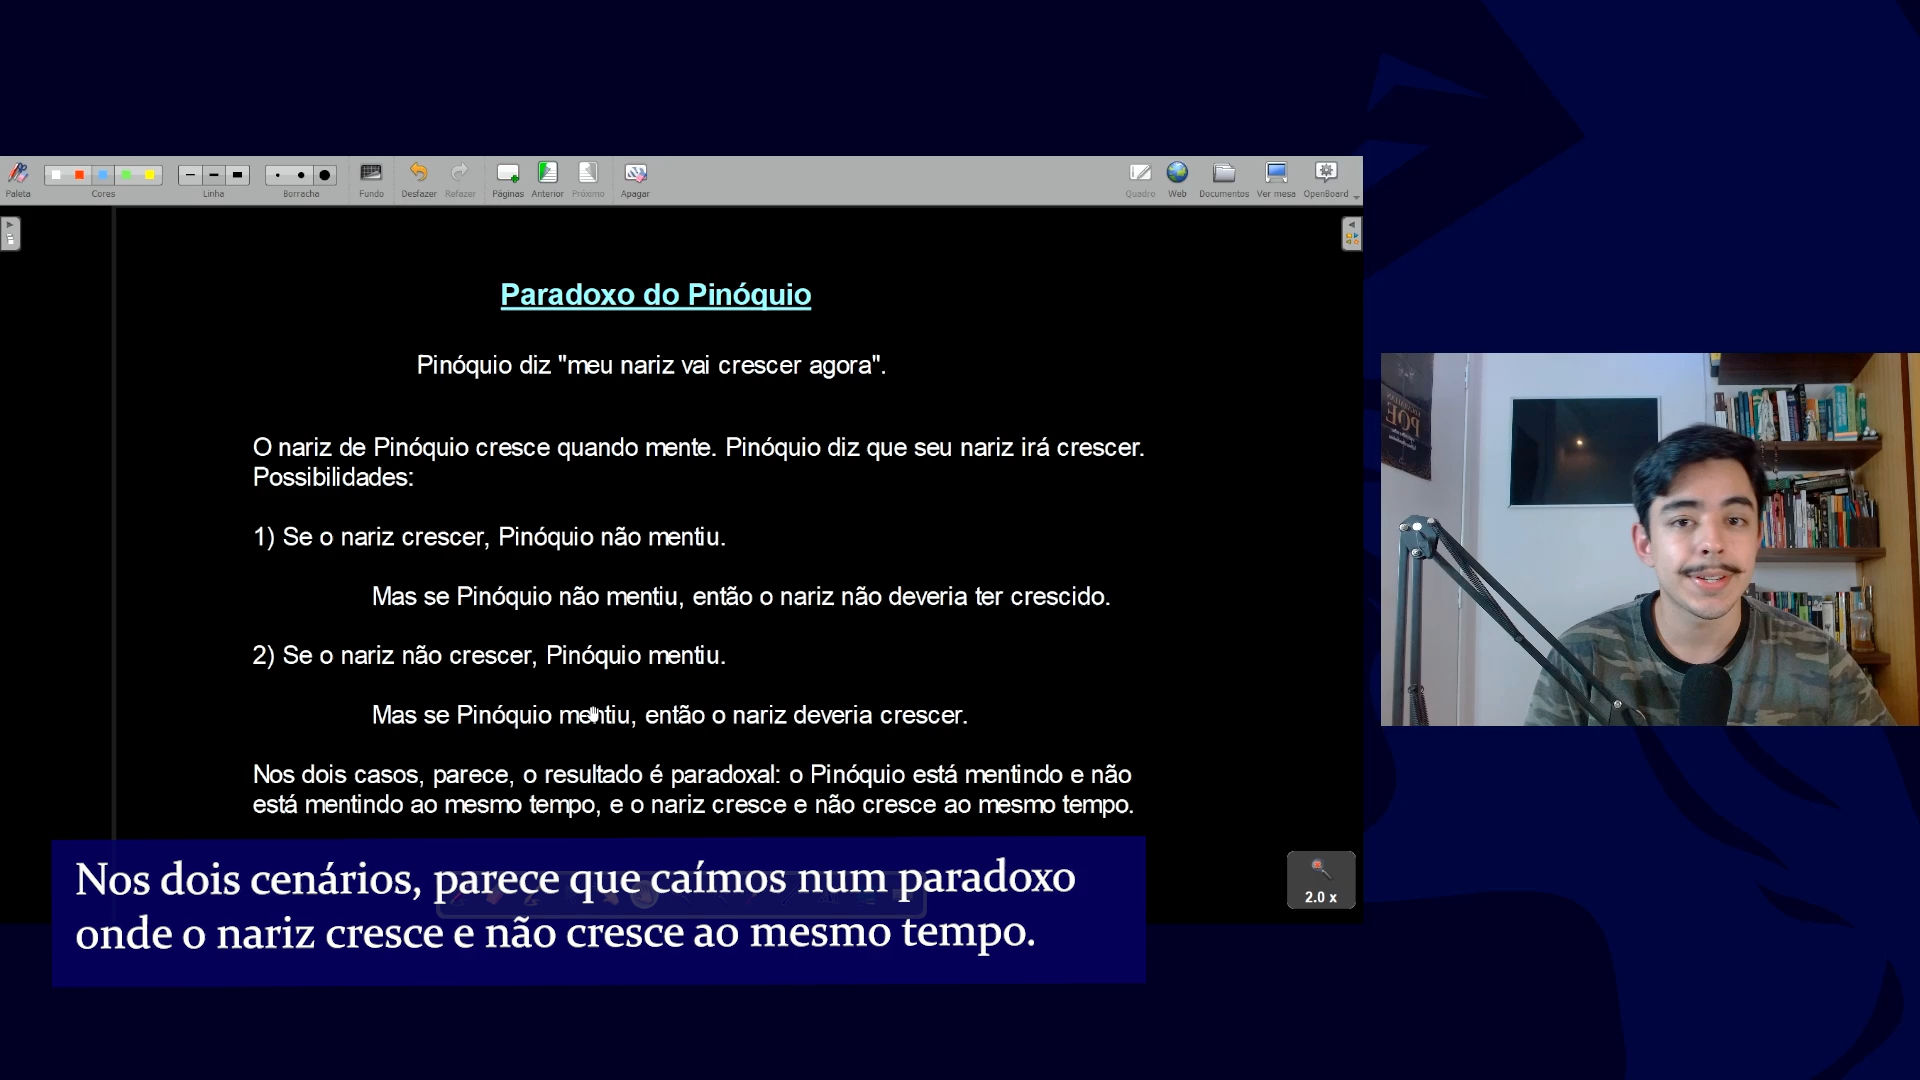 Paleta
Cores
Linha
Borracha
Fundo
Desfazer
Refazer
Páginas
Anterior
Próximo
Apagar
Quadro
Web
Documentos
Ver mesa
OpenBoard
Paradoxo do Pinóquio
Pinóquio diz "meu nariz vai crescer agora".
O nariz de Pinóquio cresce quando mente. Pinóquio diz que seu nariz irá crescer.
Possibilidades:
1) Se o nariz crescer, Pinóquio não mentiu.
Mas se Pinóquio não mentiu, então o nariz não deveria ter crescido.
2) Se o nariz não crescer, Pinóquio mentiu.
Mas se Pinóquio mentiu, então o nariz deveria crescer.
Nos dois casos, parece, o resultado é paradoxal: o Pinóquio está mentindo e não
está mentindo ao mesmo tempo, e o nariz cresce e não cresce ao mesmo tempo.
Nos dois cenários, parece que caímos num paradoxo
onde o nariz cresce e não cresce ao mesmo tempo.
2.0 x
POE